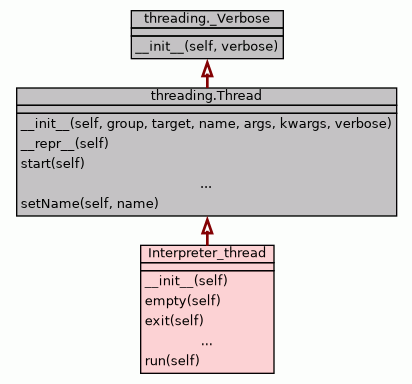 threading._Verbose
__init__(self, verbose)
threading.Thread
__init__(self, group, target, name, args, kwargs, verbose)
__repr__(self)
start(self)
...
setName(self, name)
Interpreter_thread
__init__(self)
empty(self)
exit(self)
...
run(self)